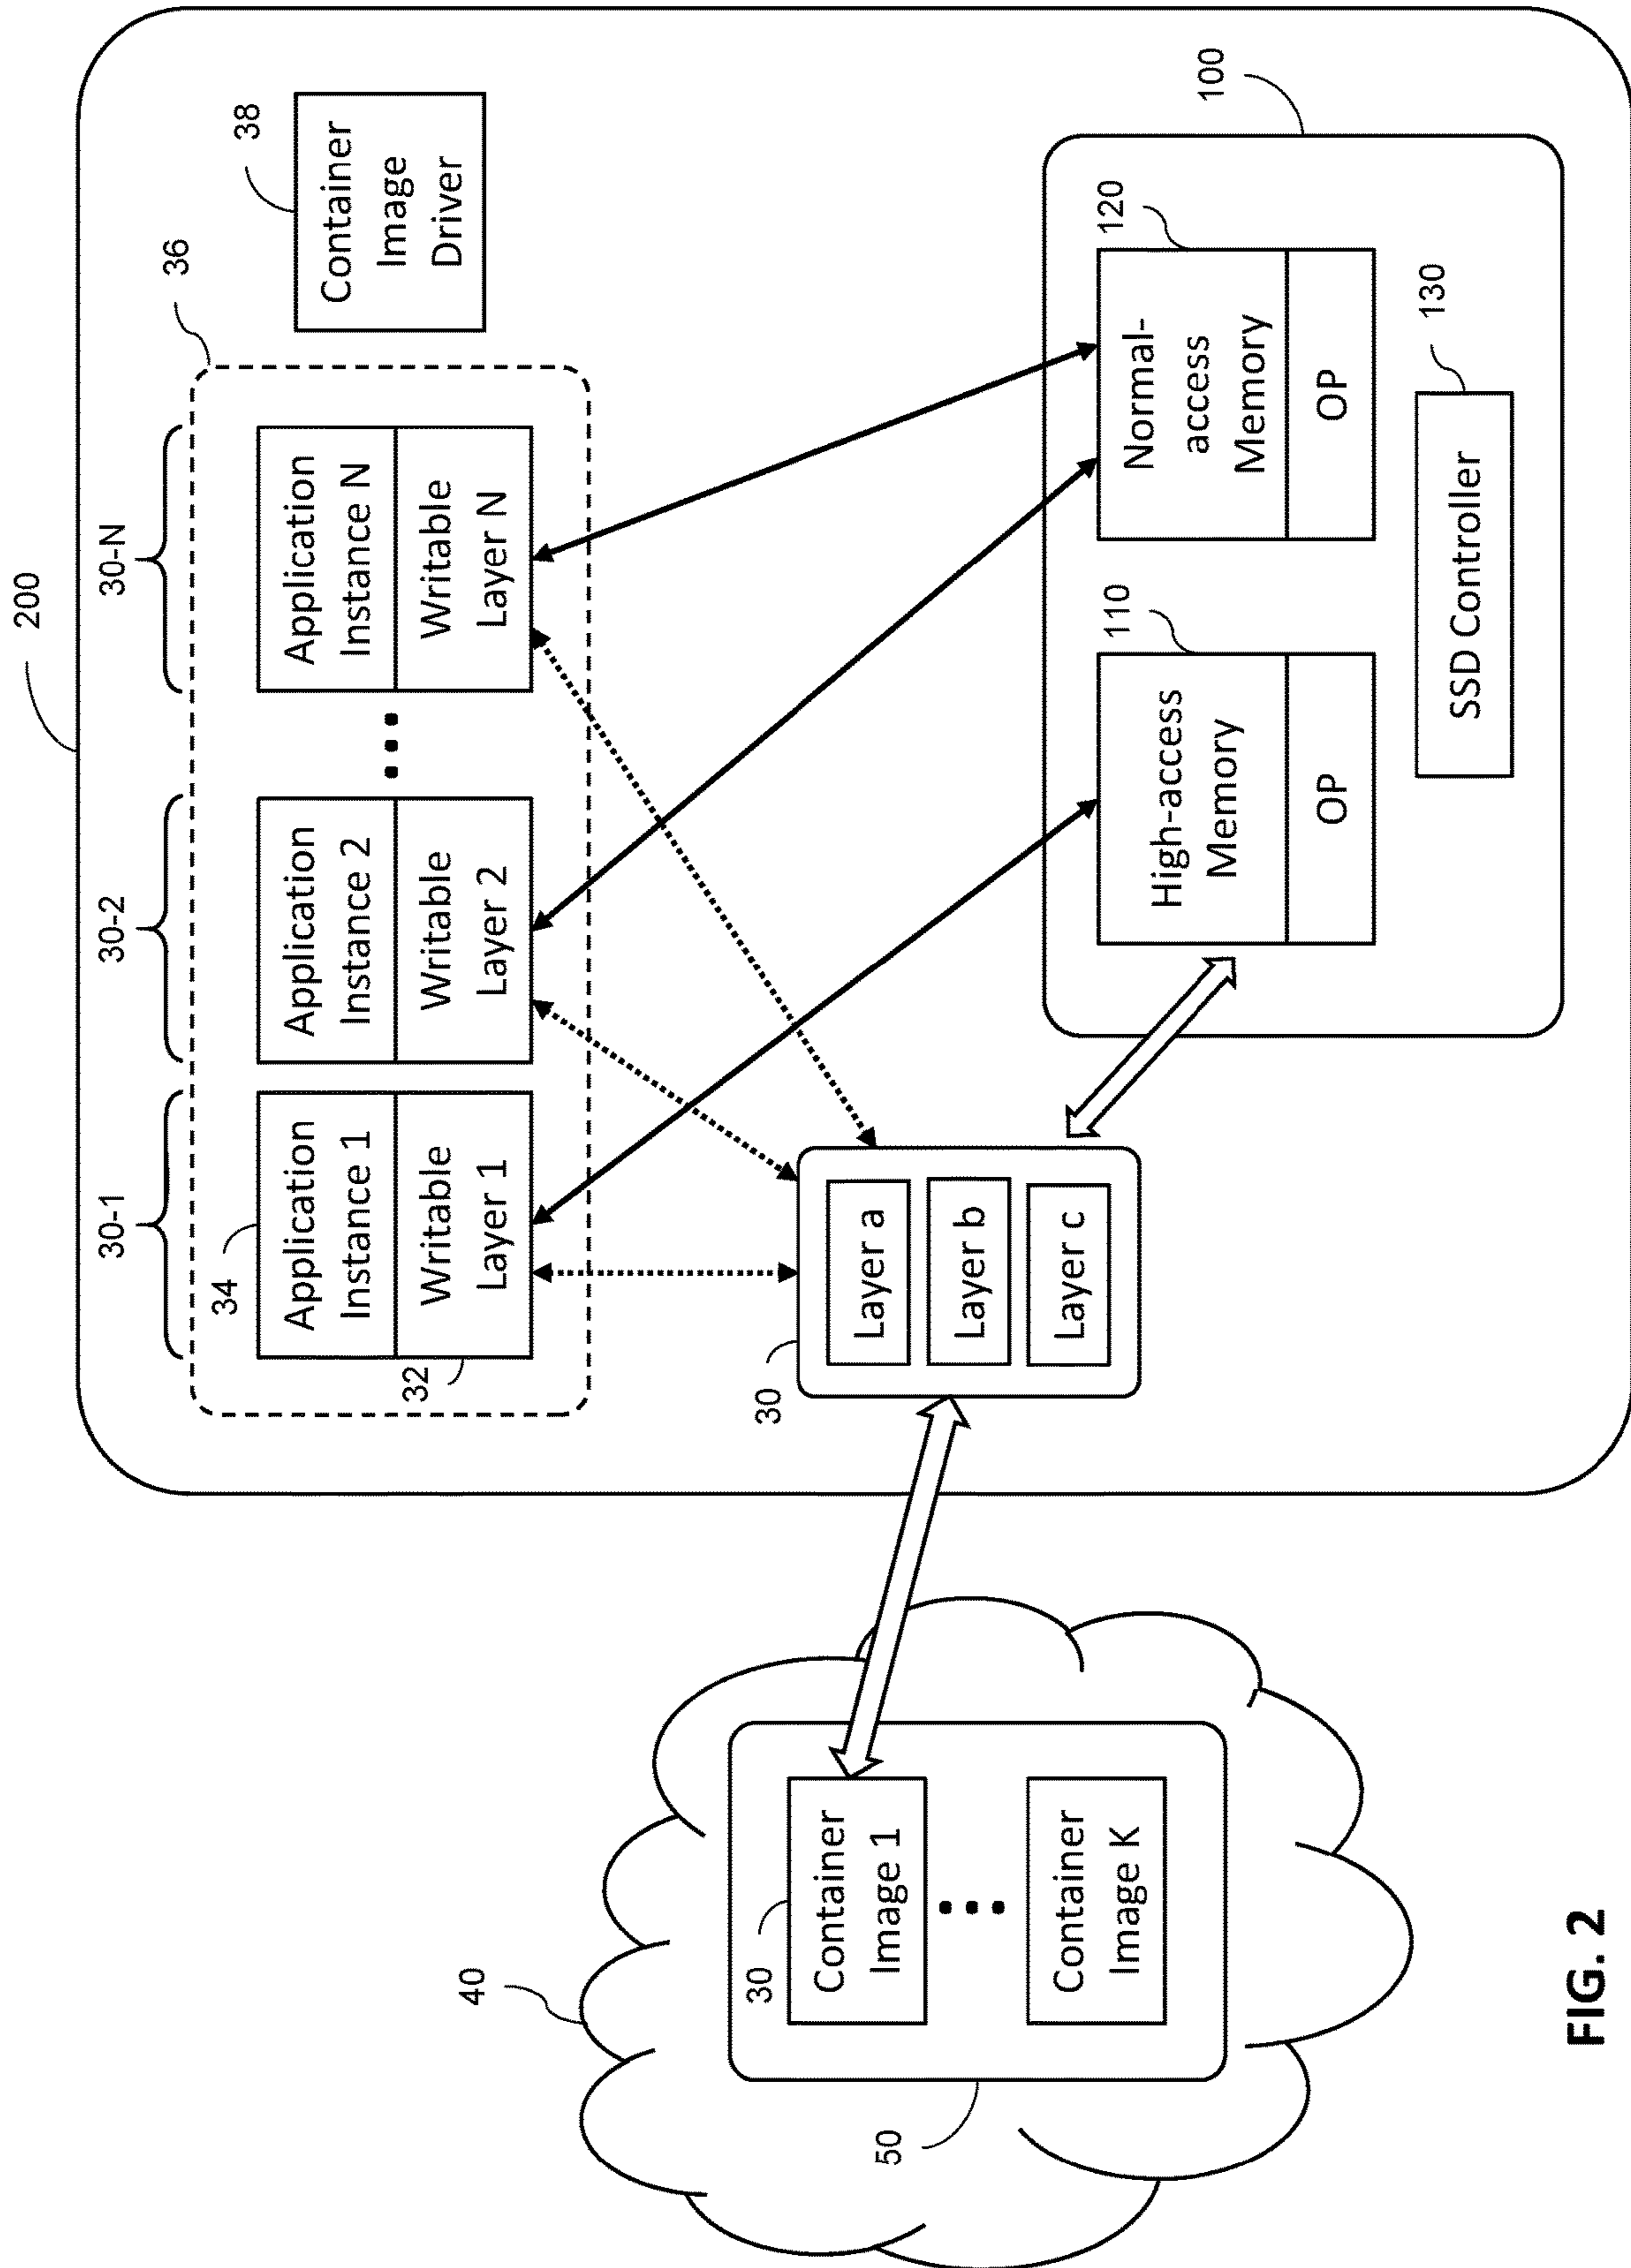 200
30-1
30-2
30-N
36
38
34
Application
Instance 1
Writable
Layer 1
32
Application
Instance 2
Writable
Layer 2
Application
Instance N
Writable
Layer N
Container
Image
Driver
40
50
30
Container
Image 1
Container
Image K
30
Layer a
Layer b
Layer c
100
110
High-access
Memory
OP
120
Normal-
access
Memory
OP
130
SSD Controller
FIG. 2